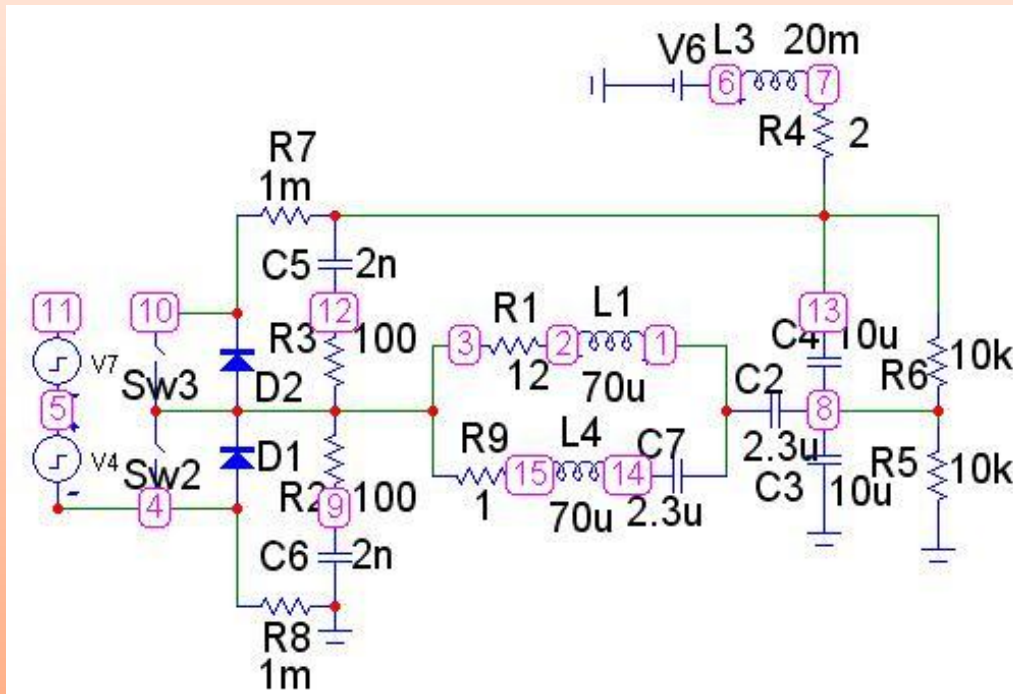 L3 20m
V6
6 7
R4 2
R7
1m
C5 2n
11 10 12 13
R1 L1
C4 10u
R3 100
3 2 1
V7
R6 10k
12 70u
Sw3 D2
C2
5 8
R9 L4 C7
2.3u
V4
Sw2 D1
15 14
C3 10u
R5 10k
R2 100
1 70u 2.3u
4 9
C6 2n
R8
1m